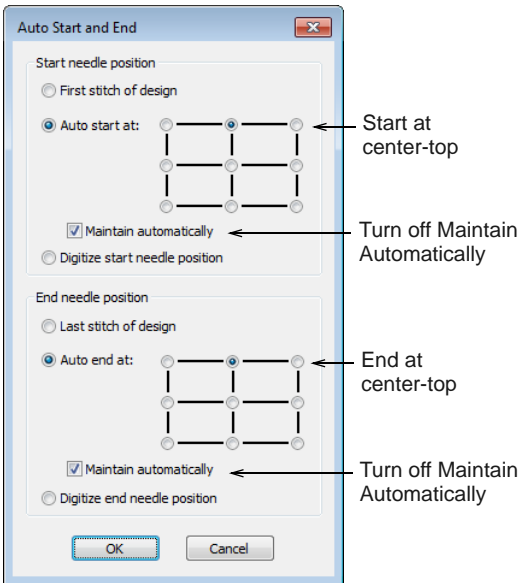 Auto Start and End
Start needle position
First stitch of design
Auto start at:
Start at
center-top
Maintain automatically
Turn off Maintain
Automatically
Digitize start needle position
End needle position
Last stitch of design
Auto end at:
End at
center-top
Maintain automatically
Turn off Maintain
Automatically
Digitize end needle position
OK
Cancel